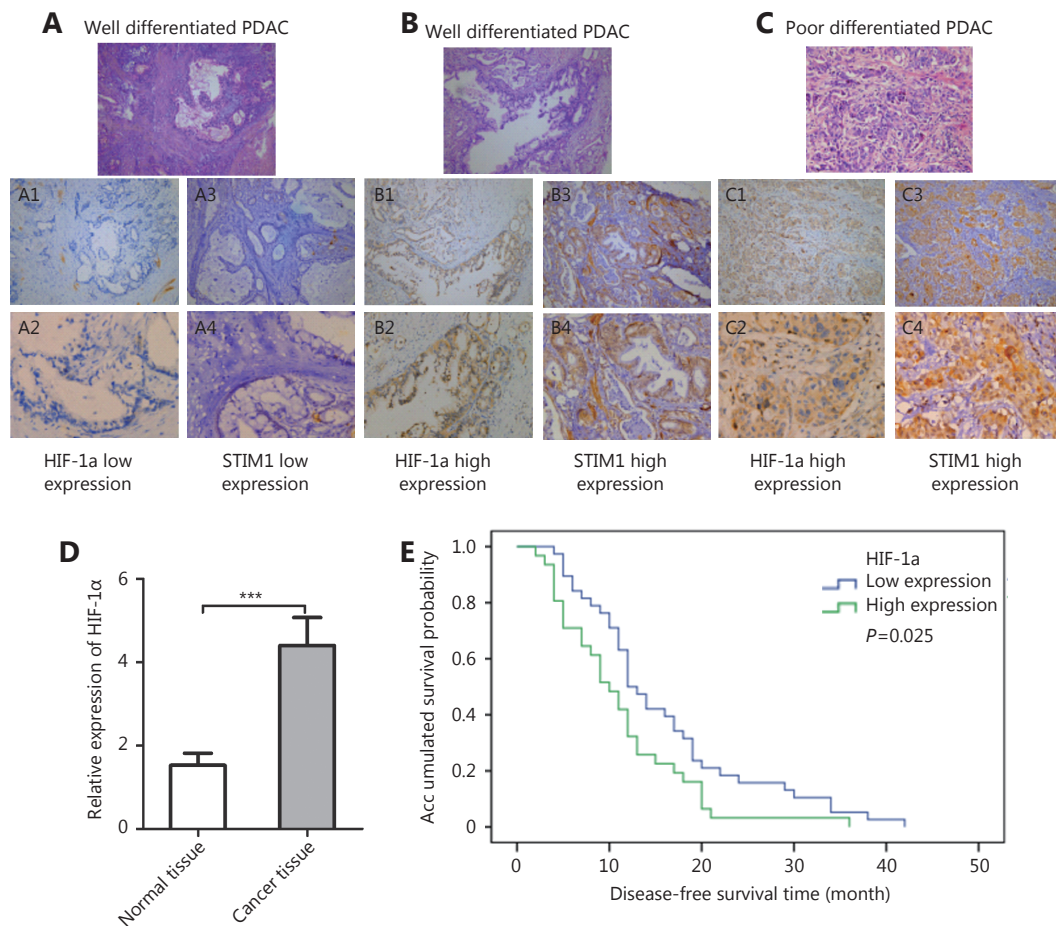 A
Well differentiated PDAC
B
Well differentiated PDAC
C
Poor differentiated PDAC
A1
A3
B1
B3
C1
C3
A2
A4
B2
B4
C2
C4
HIF-1a low
expression
STIM1 low
expression
HIF-1a high
expression
STIM1 high
expression
HIF-1a high
expression
STIM1 high
expression
D
Relative expression of HIF-1α
6
4
2
0
***
Normal tissue
Cancer tissue
E
Acc umulated survival probability
1.0
0.8
0.6
0.4
0.2
0
HIF-1a
Low expression
High expression
P=0.025
0
10
20
30
40
50
Disease-free survival time (month)